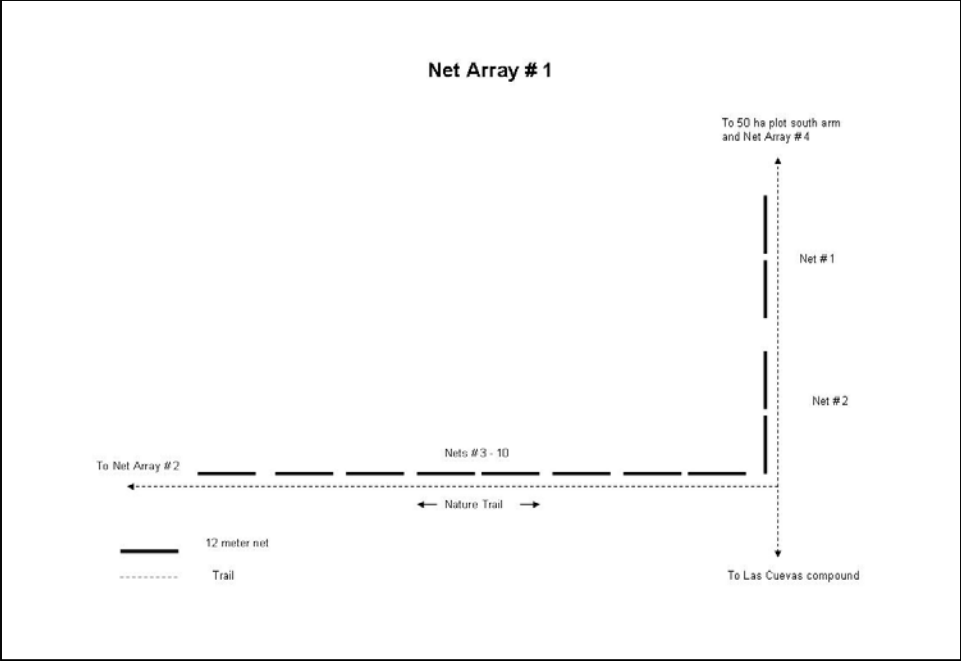 Net Array # 1
To 50 ha plot south arm
and Net Array # 4
Net # 1
Net # 2
Nets # 3 - 10
To Net Array # 2
Nature Trail
12 meter net
Trail
To Las Cuevas compound